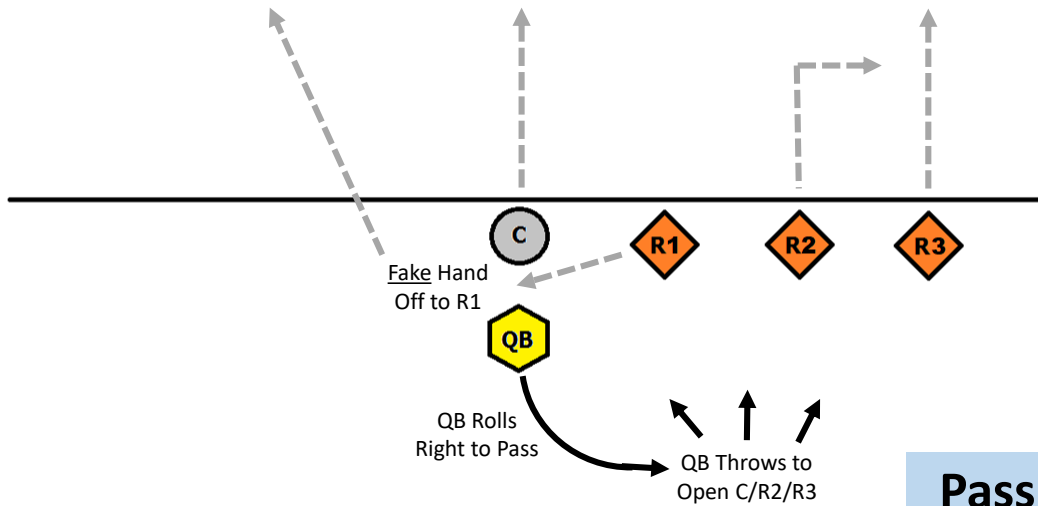 C
R1
R2
R3
Fake Hand
Off to R1
QB
QB Rolls
Right to Pass
QB Throws to
Open C/R2/R3
Pass